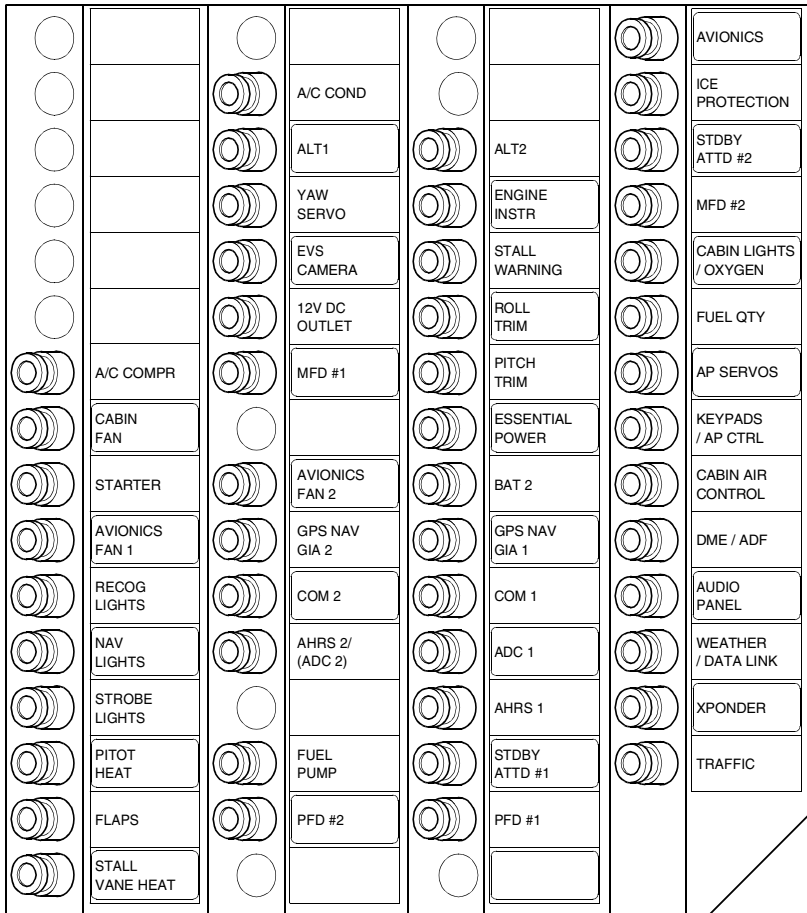 A/C COMPR
CABIN
FAN
STARTER
AVIONICS
FAN 1
RECOG
LIGHTS
NAV
LIGHTS
STROBE
LIGHTS
PITOT
HEAT
FLAPS
STALL
VANE HEAT
A/C COND
ALT1
YAW
SERVO
EVS
CAMERA
12V DC
OUTLET
MFD #1
AVIONICS
FAN 2
GPS NAV
GIA 2
COM 2
AHRS 2/
(ADC 2)
FUEL
PUMP
PFD #2
ALT2
ENGINE
INSTR
STALL
WARNING
ROLL
TRIM
PITCH
TRIM
ESSENTIAL
POWER
BAT 2
GPS NAV
GIA 1
COM 1
ADC 1
AHRS 1
STDBY
ATTD #1
PFD #1
AVIONICS
ICE
PROTECTION
STDBY
ATTD #2
MFD #2
CABIN LIGHTS
/ OXYGEN
FUEL QTY
AP SERVOS
KEYPADS
/ AP CTRL
CABIN AIR
CONTROL
DME / ADF
AUDIO
PANEL
WEATHER
/ DATA LINK
XPONDER
TRAFFIC